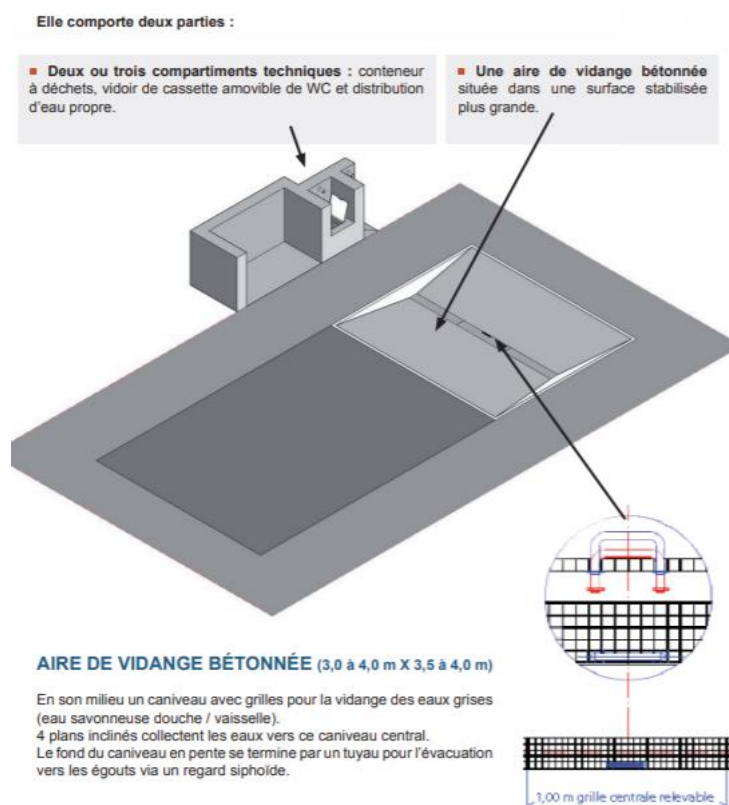 Elle comporte deux parties :
▪ Deux ou trois compartiments techniques : conteneur
à déchets, vidoir de cassette amovible de WC et distribution
d'eau propre.
▪ Une aire de vidange bétonnée
située dans une surface stabilisée
plus grande.
AIRE DE VIDANGE BÉTONNÉE (3,0 à 4,0 m X 3,5 à 4,0 m)
En son milieu un caniveau avec grilles pour la vidange des eaux grises
(eau savonneuse douche / vaisselle).
4 plans inclinés collectent les eaux vers ce caniveau central.
Le fond du caniveau en pente se termine par un tuyau pour l'évacuation
vers les égouts via un regard siphoïde.
1,00 m grille centrale relevable